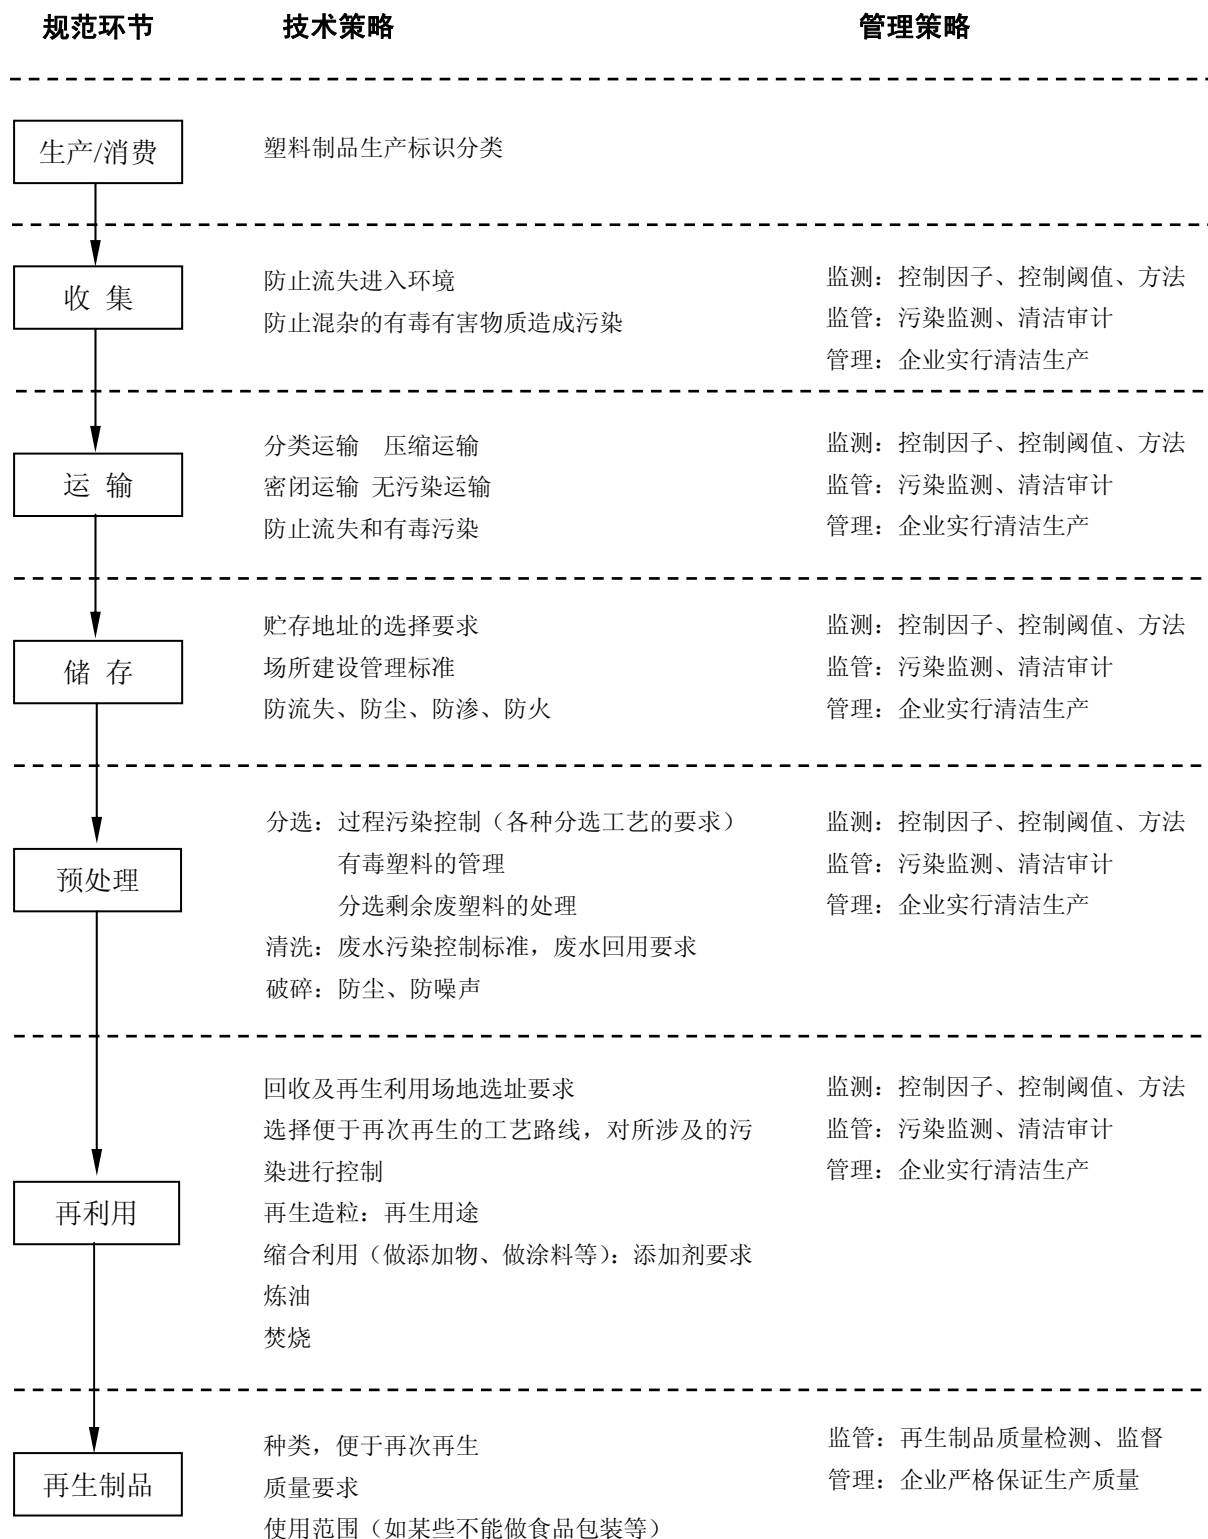 规范环节 技术策略 管理策略
生产/消费 塑料制品生产标识分类
收 集
防止流失进入环境 监测：控制因子、控制阈值、方法
防止混杂的有毒有害物质造成污染 监管：污染监测、清洁审计
管理：企业实行清洁生产
运 输
分类运输 压缩运输 监测：控制因子、控制阈值、方法
密闭运输 无污染运输 监管：污染监测、清洁审计
防止流失和有毒污染 管理：企业实行清洁生产
储 存
贮存地址的选择要求 监测：控制因子、控制阈值、方法
场所建设管理标准 监管：污染监测、清洁审计
防流失、防尘、防渗、防火 管理：企业实行清洁生产
预处理
分选：过程污染控制（各种分选工艺的要求） 监测：控制因子、控制阈值、方法
有毒塑料的管理 监管：污染监测、清洁审计
分选剩余废塑料的处理 管理：企业实行清洁生产
清洗：废水污染控制标准，废水回用要求
破碎：防尘、防噪声
再利用
回收及再生利用场地选址要求 监测：控制因子、控制阈值、方法
选择便于再次再生的工艺路线，对所涉及的污 监管：污染监测、清洁审计
染进行控制 管理：企业实行清洁生产
再生造粒：再生用途
缩合利用（做添加物、做涂料等）：添加剂要求
炼油
焚烧
再生制品
种类，便于再次再生 监管：再生制品质量检测、监督
质量要求 管理：企业严格保证生产质量
使用范围（如某些不能做食品包装等）